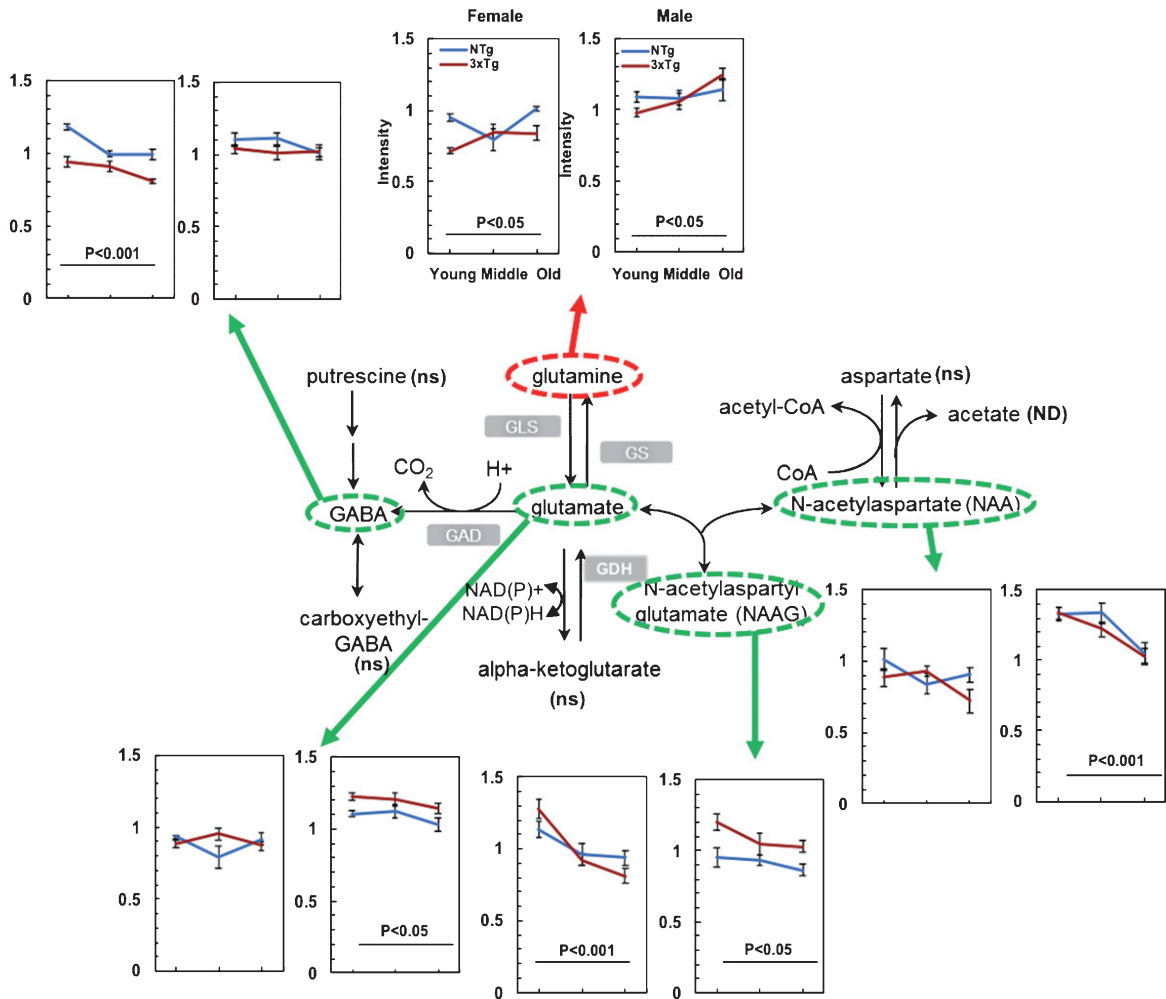 Female
Male
1.5
1
0.5
0
Intensity
NTg
3xTg
P<0.05
Young Middle Old
1.5
1
0.5
0
Intensity
NTg
3xTg
P<0.05
Young Middle Old
1.5
1
0.5
0
P<0.001
1.5
1
0.5
0
putrescine (ns)
glutamine
aspartate (ns)
acetyl-CoA
acetate (ND)
GLS
GS
CO2
H+
CoA
GABA
glutamate
N-acetylaspartate (NAA)
GAD
GDH
NAD(P)+
NAD(P)H
N-acetylaspartyl
glutamate (NAAG)
carboxyethyl-
GABA
(ns)
alpha-ketoglutarate
(ns)
1.5
1
0.5
0
1.5
1
0.5
0
P<0.001
1.5
1
0.5
0
1.5
1
0.5
0
P<0.05
1.5
1
0.5
0
P<0.001
1.5
1
0.5
0
P<0.05